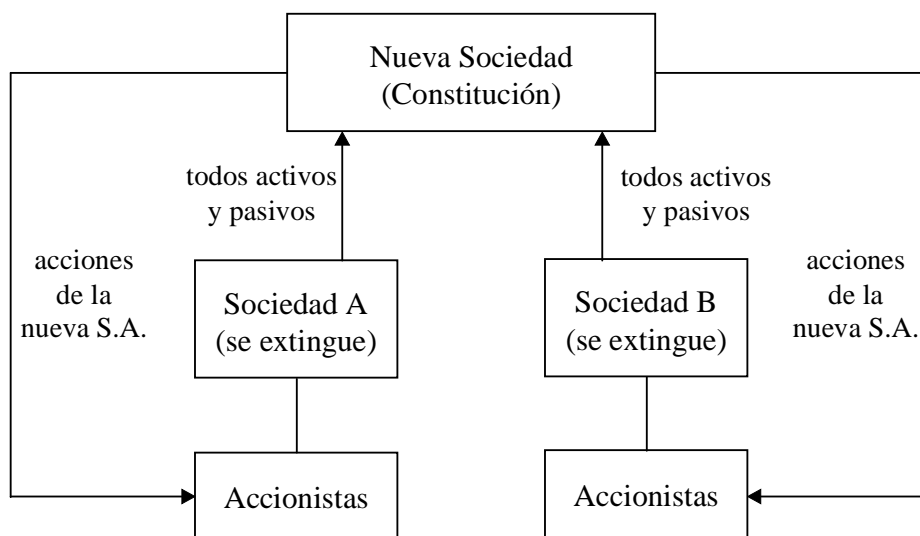 Nueva Sociedad
(Constitución)
todos activos
y pasivos
todos activos
y pasivos
acciones
de la
nueva S.A.
Sociedad A
(se extingue)
Sociedad B
(se extingue)
acciones
de la
nueva S.A.
Accionistas
Accionistas